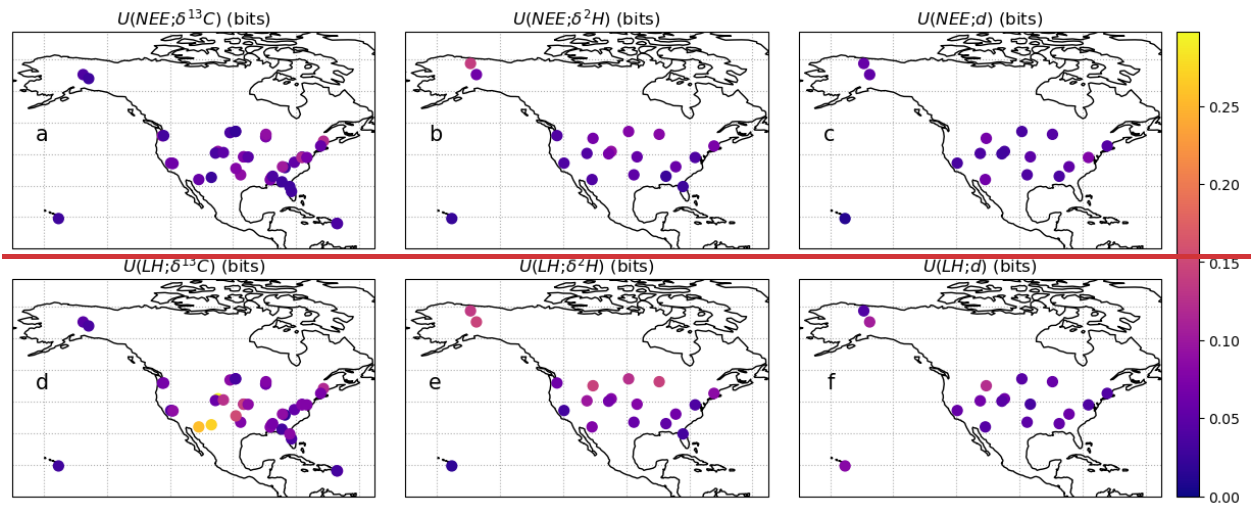 U(NEE;δ¹³C) (bits)
U(NEE;δ²H) (bits)
U(NEE;d) (bits)
a
b
c
U(LH;δ¹³C) (bits)
U(LH;δ²H) (bits)
U(LH;d) (bits)
d
e
f
0.25
0.20
0.15
0.10
0.05
0.00